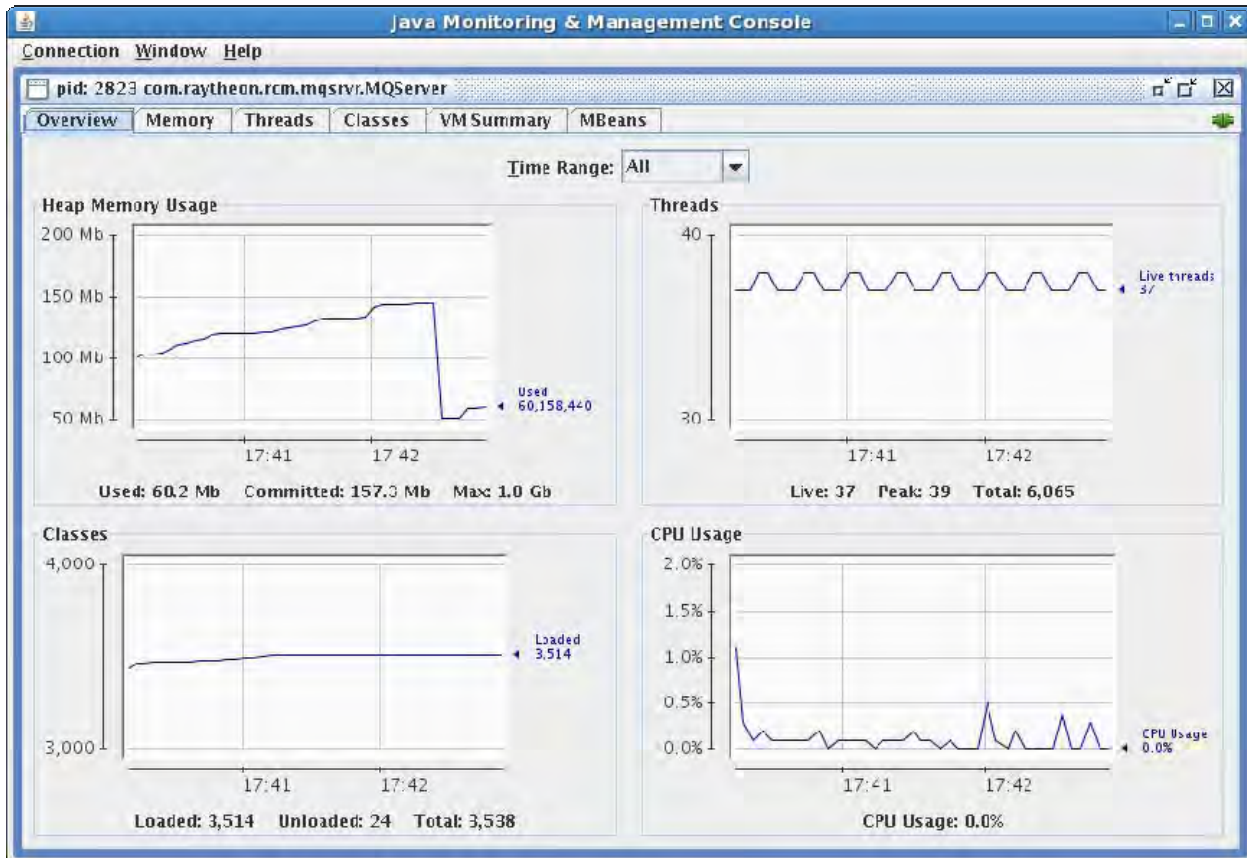 Java Monitoring & Management Console
Connection Window Help
pid: 2823 com.raytheon.rcm.mqsrvr.MQServer
Overview Memory Threads Classes VM Summary MBeans
Time Range: All
Heap Memory Usage
200 Mb
150 Mb
100 Mb
50 Mb
Used
60,158,440
17:41 17 42
Used: 60.2 Mb Committed: 157.3 Mb Max: 1.0 Gb
Threads
40
30
Live threads
37
17:41 17:42
Live: 37 Peak: 39 Total: 6,065
Classes
4,000
3,000
Loaded
3,514
17:41 17:42
Loaded: 3,514 Unloaded: 24 Total: 3,538
CPU Usage
2.0%
1.5%
1.0%
0.5%
0.0%
CPU Usage
0.0%
17:41 17:42
CPU Usage: 0.0%